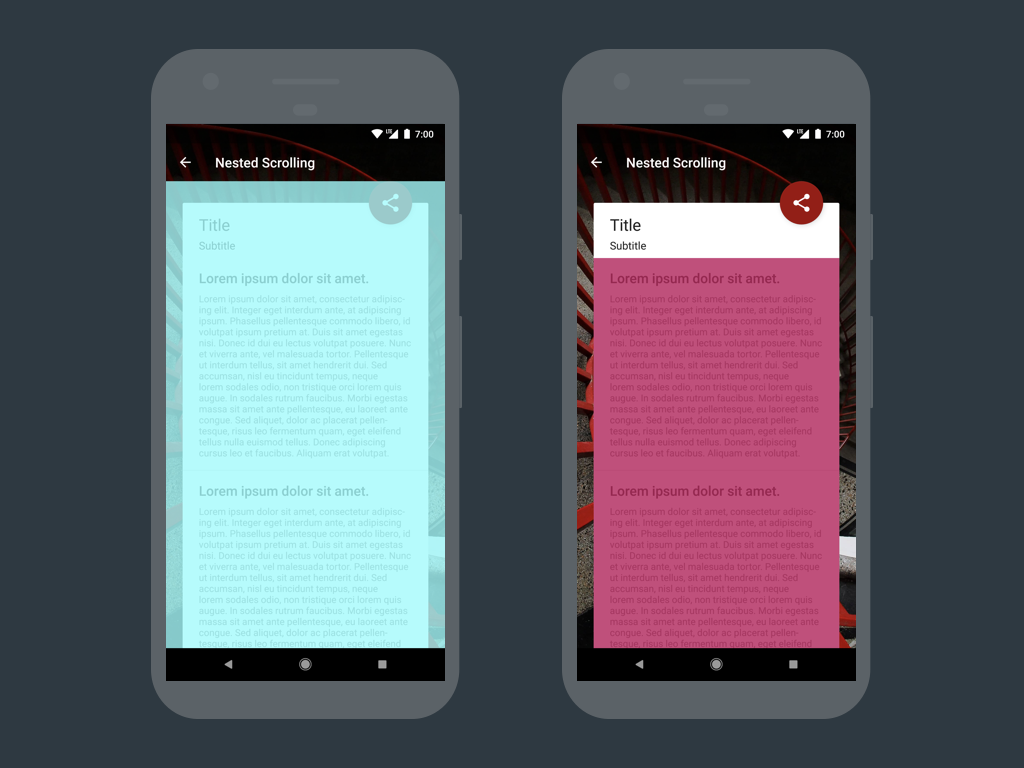 LTE 7:00
Nested Scrolling
Title
Subtitle
Lorem ipsum dolor sit amet.
Lorem ipsum dolor sit amet, consectetur adipisc-
ing elit. Integer eget interdum ante, at adipiscing
ipsum. Phasellus pellentesque commodo libero, id
volutpat ipsum pretium at. Duis sit amet egestas
nisi. Donec id dui eu lectus volutpat posuere. Nunc
et viverra ante, vel malesuada tortor. Pellentesque
ut interdum tellus, sit amet hendrerit dui. Sed
accumsan, nisl eu tincidunt tempus, neque
lorem sodales odio, non tristique orci lorem quis
augue. In sodales rutrum faucibus. Morbi egestas
massa sit amet ante pellentesque, eu laoreet ante
congue. Sed aliquet, dolor ac placerat pellen-
tesque, risus leo fermentum quam, eget eleifend
tellus nulla euismod tellus. Donec adipiscing
cursus leo et faucibus. Aliquam erat volutpat.
Lorem ipsum dolor sit amet.
Lorem ipsum dolor sit amet, consectetur adipisc-
ing elit. Integer eget interdum ante, at adipiscing
ipsum. Phasellus pellentesque commodo libero, id
volutpat ipsum pretium at. Duis sit amet egestas
nisi. Donec id dui eu lectus volutpat posuere. Nunc
et viverra ante, vel malesuada tortor. Pellentesque
ut interdum tellus, sit amet hendrerit dui. Sed
accumsan, nisl eu tincidunt tempus, neque
lorem sodales odio, non tristique orci lorem quis
augue. In sodales rutrum faucibus. Morbi egestas
massa sit amet ante pellentesque, eu laoreet ante
congue. Sed aliquet, dolor ac placerat pellen-
tesque, risus leo fermentum quam, eget eleifend
LTE 7:00
Nested Scrolling
Title
Subtitle
Lorem ipsum dolor sit amet.
Lorem ipsum dolor sit amet, consectetur adipisc-
ing elit. Integer eget interdum ante, at adipiscing
ipsum. Phasellus pellentesque commodo libero, id
volutpat ipsum pretium at. Duis sit amet egestas
nisi. Donec id dui eu lectus volutpat posuere. Nunc
et viverra ante, vel malesuada tortor. Pellentesque
ut interdum tellus, sit amet hendrerit dui. Sed
accumsan, nisl eu tincidunt tempus, neque
lorem sodales odio, non tristique orci lorem quis
augue. In sodales rutrum faucibus. Morbi egestas
massa sit amet ante pellentesque, eu laoreet ante
congue. Sed aliquet, dolor ac placerat pellen-
tesque, risus leo fermentum quam, eget eleifend
tellus nulla euismod tellus. Donec adipiscing
cursus leo et faucibus. Aliquam erat volutpat.
Lorem ipsum dolor sit amet.
Lorem ipsum dolor sit amet, consectetur adipisc-
ing elit. Integer eget interdum ante, at adipiscing
ipsum. Phasellus pellentesque commodo libero, id
volutpat ipsum pretium at. Duis sit amet egestas
nisi. Donec id dui eu lectus volutpat posuere. Nunc
et viverra ante, vel malesuada tortor. Pellentesque
ut interdum tellus, sit amet hendrerit dui. Sed
accumsan, nisl eu tincidunt tempus, neque
lorem sodales odio, non tristique orci lorem quis
augue. In sodales rutrum faucibus. Morbi egestas
massa sit amet ante pellentesque, eu laoreet ante
congue. Sed aliquet, dolor ac placerat pellen-
tesque, risus leo fermentum quam, eget eleifend